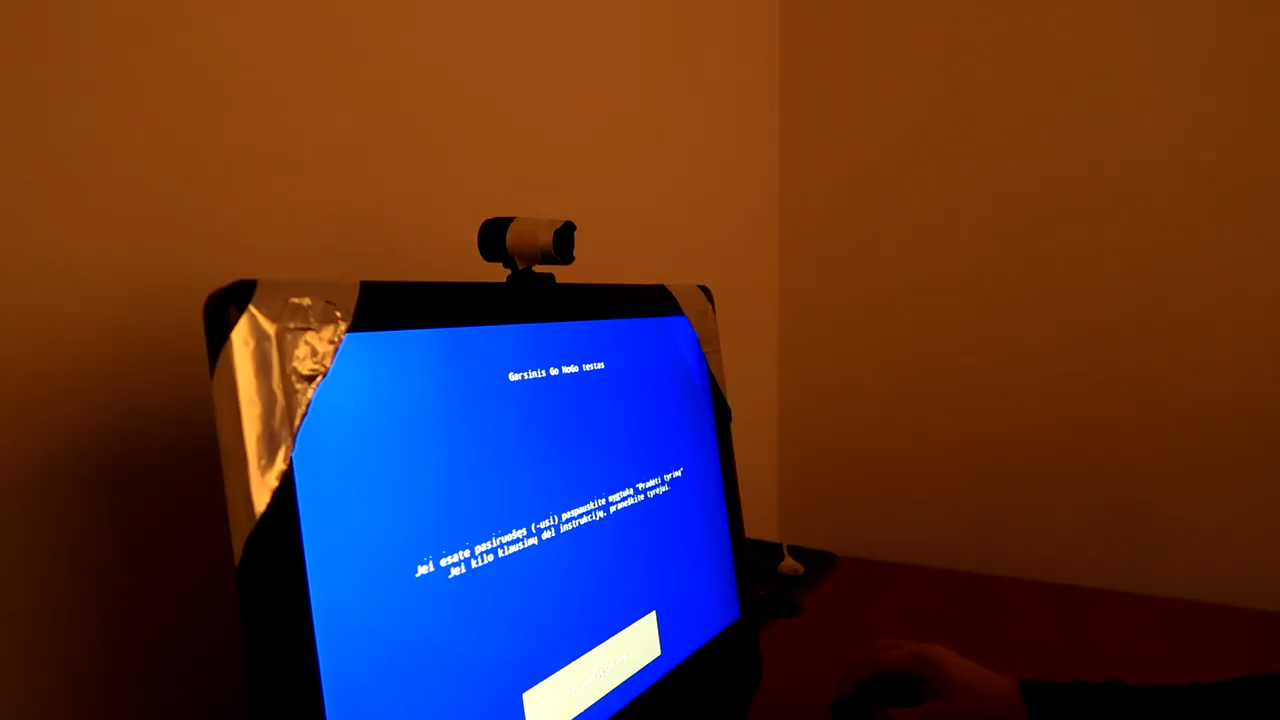 Garsinis Go NoGo testas
Jei esate pasiruošęs (-usi) paspauskite mygtuką "Pradėti tyrimą"
Jei kilo klausimų dėl instrukcijų, praneškite tyrėjui.